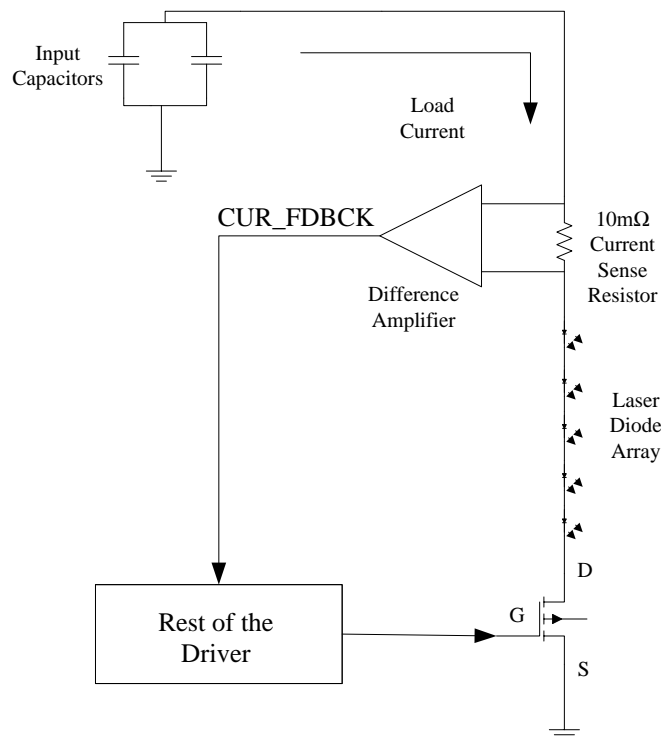 Input
Capacitors
Load
Current
CUR_FDBCK
10mΩ
Current
Sense
Resistor
Difference
Amplifier
Laser
Diode
Array
D
G
S
Rest of the
Driver